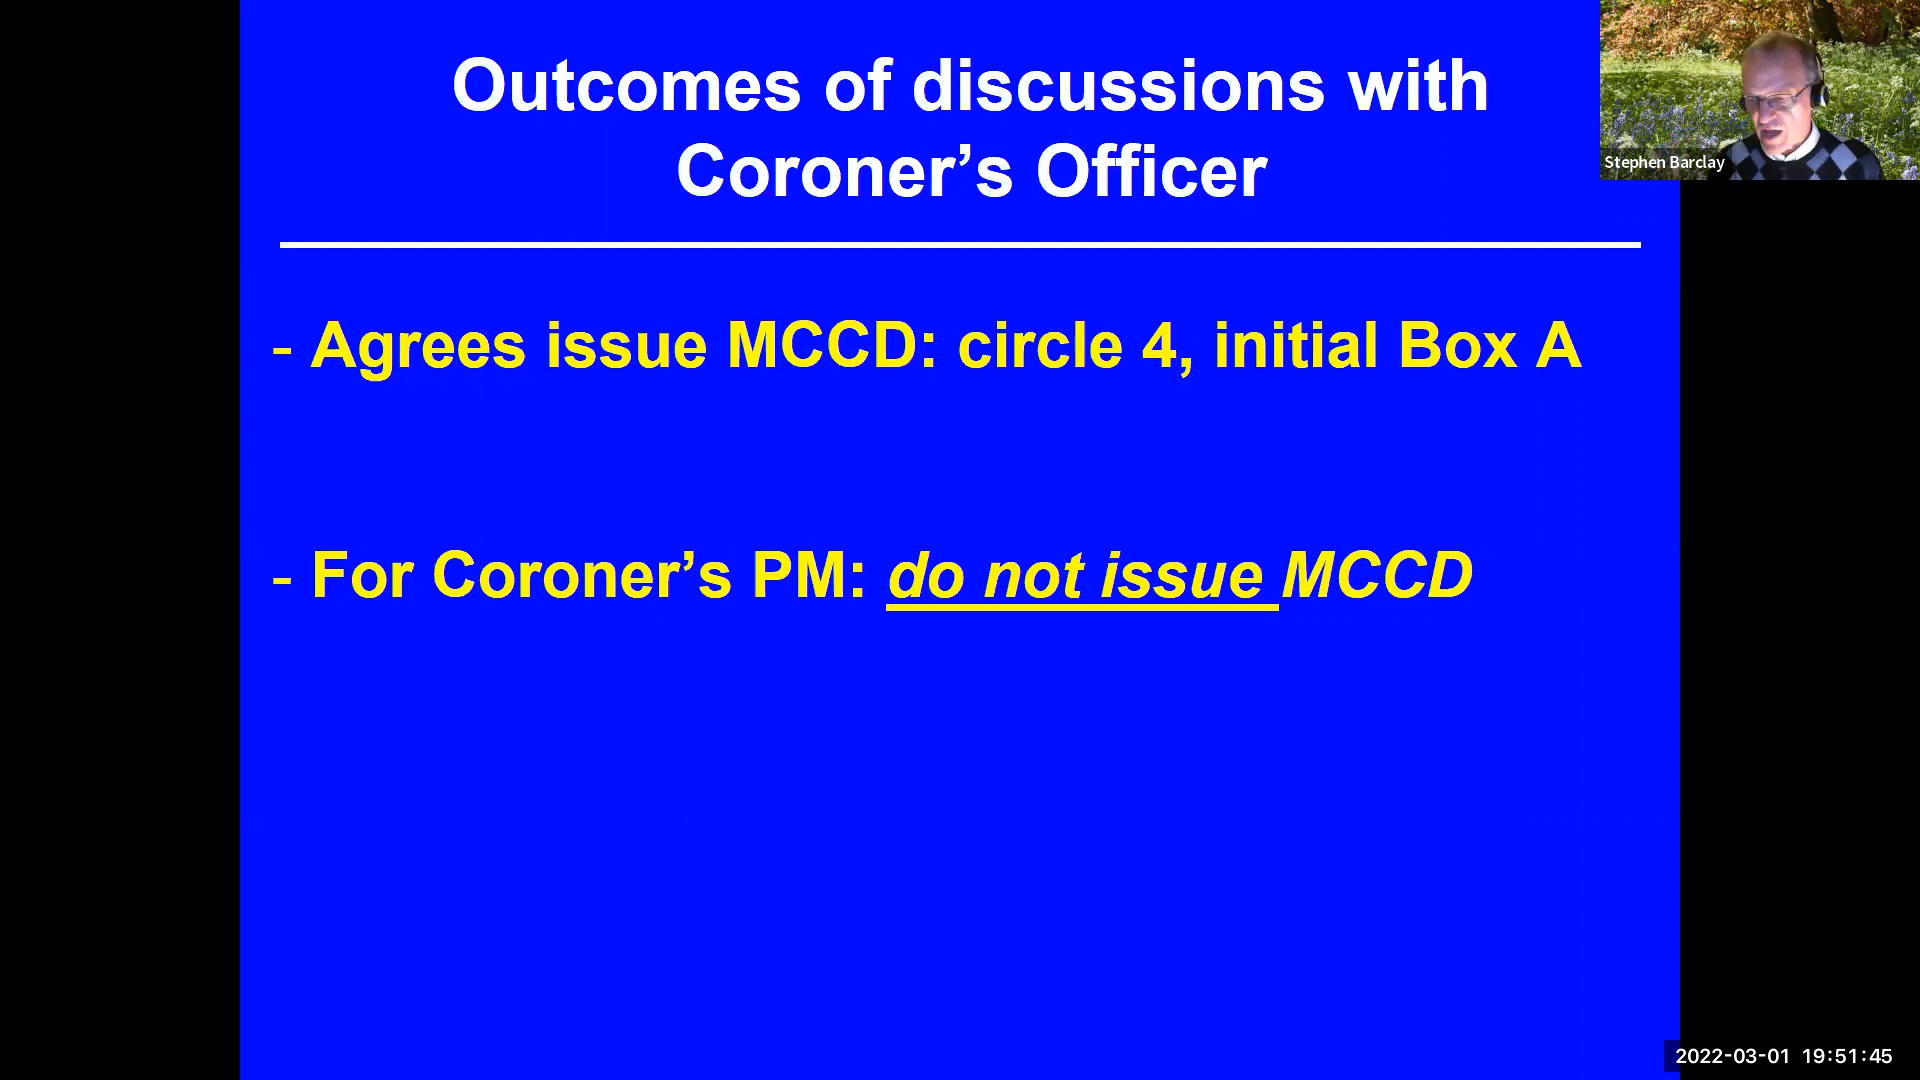 Outcomes of discussions with
Coroner’s Officer
- Agrees issue MCCD: circle 4, initial Box A
- For Coroner’s PM: do not issue MCCD
Stephen Barclay
2022-03-01 19:51:45